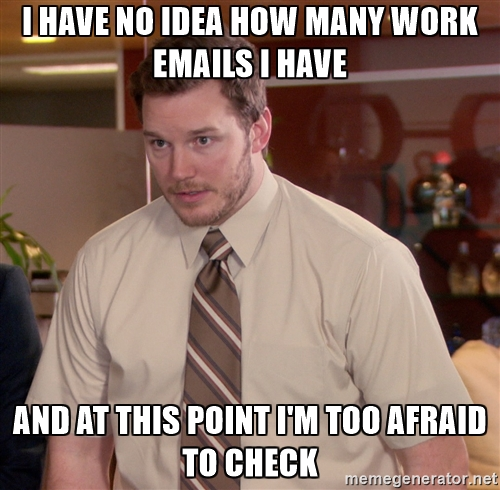 I HAVE NO IDEA HOW MANY WORK
EMAILS I HAVE
AND AT THIS POINT I'M TOO AFRAID
TO CHECK
memegenerator.net